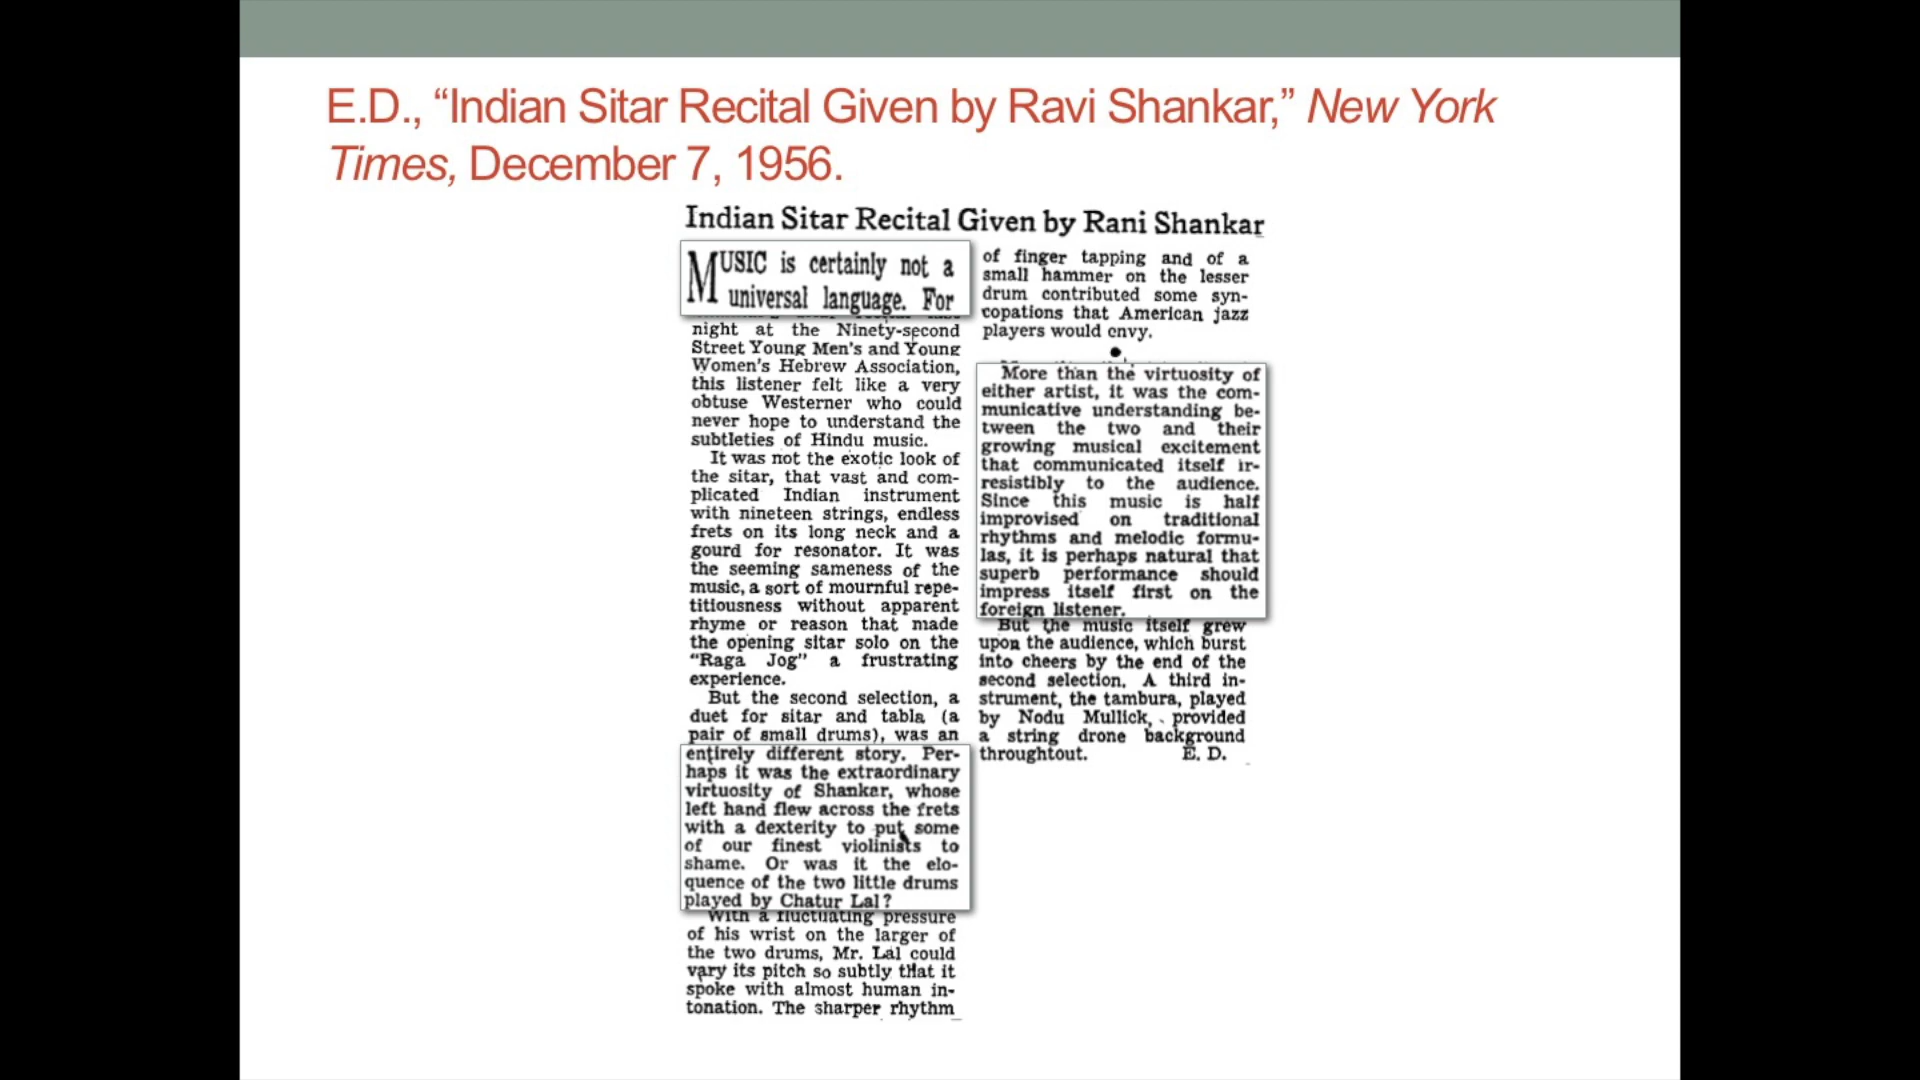 E.D., “Indian Sitar Recital Given by Ravi Shankar,” New York
Times, December 7, 1956.
Indian Sitar Recital Given by Rani Shankar
MUSIC is certainly not a
universal language. For
night at the Ninety-second
Street Young Men's and Young
Women's Hebrew Association,
this listener felt like a very
obtuse Westerner who could
never hope to understand the
subtleties of Hindu music.
It was not the exotic look of
the sitar, that vast and com-
plicated Indian instrument
with nineteen strings, endless
frets on its long neck and a
gourd for resonator. It was
the seeming sameness of the
music, a sort of mournful repe-
titiousness without apparent
rhyme or reason that made
the opening sitar solo on the
"Raga Jog" a frustrating
experience.
But the second selection, a
duet for sitar and tabla (a
pair of small drums), was an
entirely different story. Per-
haps it was the extraordinary
virtuosity of Shankar, whose
left hand flew across the frets
with a dexterity to put some
of our finest violinists to
shame. Or was it the elo-
quence of the two little drums
played by Chatur Lal?
With a fluctuating pressure
of his wrist on the larger of
the two drums, Mr. Lal could
vary its pitch so subtly that it
spoke with almost human in-
tonation. The sharper rhythm
of finger tapping and of a
small hammer on the lesser
drum contributed some syn-
copations that American jazz
players would envy.
More than the virtuosity of
either artist, it was the com-
municative understanding be-
tween the two and their
growing musical excitement
that communicated itself ir-
resistibly to the audience.
Since this music is half
improvised on traditional
rhythms and melodic formu-
las, it is perhaps natural that
superb performance should
impress itself first on the
foreign listener.
But the music itself grew
upon the audience, which burst
into cheers by the end of the
second selection. A third in-
strument, the tambura, played
by Nodu Mullick, provided
a string drone background
throughtout. E. D.